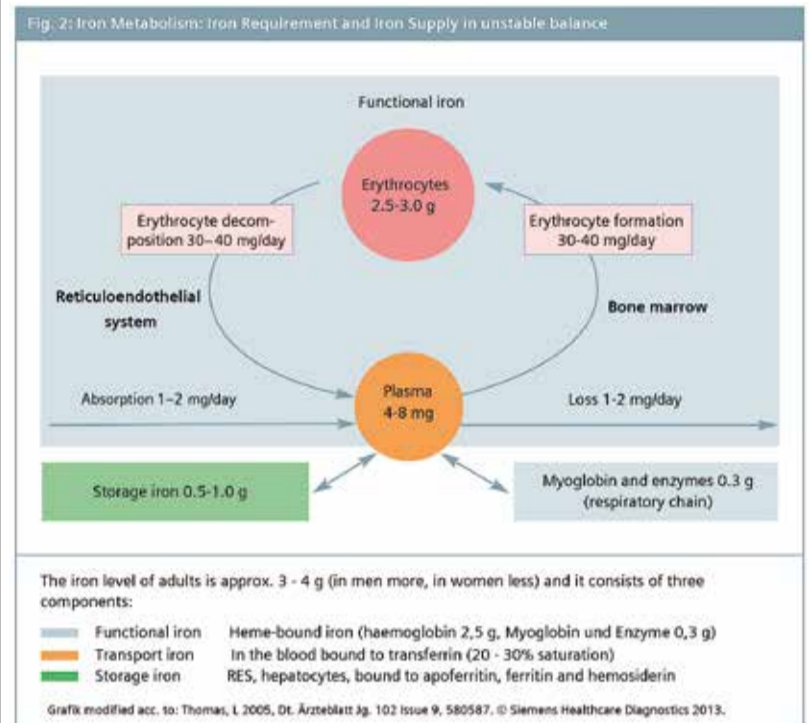 Fig. 2: Iron Metabolism: Iron Requirement and Iron Supply in unstable balance
Functional iron
Erythrocytes
2.5-3.0 g
Erythrocyte decom-
position 30–40 mg/day
Erythrocyte formation
30-40 mg/day
Reticuloendothelial
system
Bone marrow
Absorption 1–2 mg/day
Plasma
4-8 mg
Loss 1-2 mg/day
Storage iron 0.5-1.0 g
Myoglobin and enzymes 0.3 g
(respiratory chain)
The iron level of adults is approx. 3 - 4 g (in men more, in women less) and it consists of three
components:
Functional iron Heme-bound iron (haemoglobin 2,5 g, Myoglobin und Enzyme 0,3 g)
Transport iron In the blood bound to transferrin (20 - 30% saturation)
Storage iron RES, hepatocytes, bound to apoferritin, ferritin and hemosiderin
Grafik modified acc. to: Thomas, L 2005, Dt. Ärzteblatt Jg. 102 Issue 9, 580587. © Siemens Healthcare Diagnostics 2013.